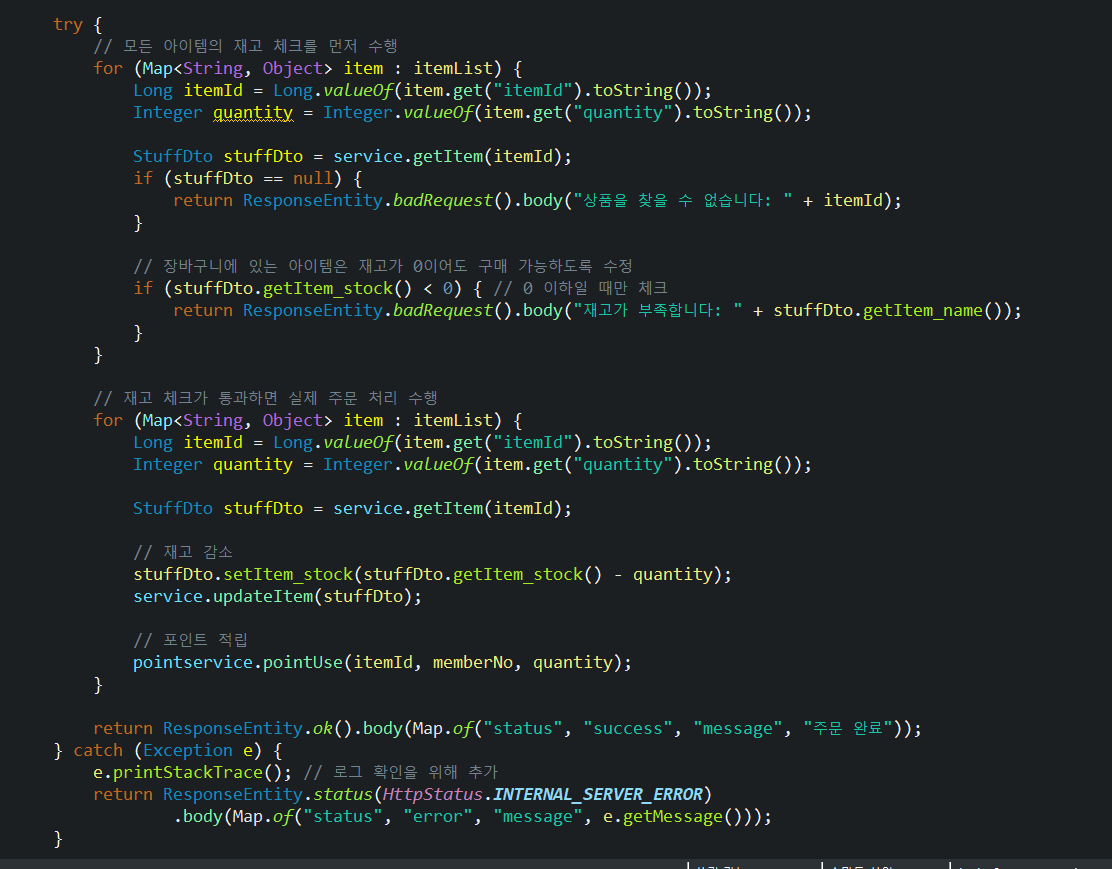 try {
// 모든 아이템의 재고 체크를 먼저 수행
for (Map<String, Object> item : itemList) {
Long itemId = Long.valueOf(item.get("itemId").toString());
Integer quantity = Integer.valueOf(item.get("quantity").toString());
StuffDto stuffDto = service.getItem(itemId);
if (stuffDto == null) {
return ResponseEntity.badRequest().body("상품을 찾을 수 없습니다: " + itemId);
}
// 장바구니에 있는 아이템은 재고가 0이어도 구매 가능하도록 수정
if (stuffDto.getItem_stock() < 0) { // 0 이하일 때만 체크
return ResponseEntity.badRequest().body("재고가 부족합니다: " + stuffDto.getItem_name());
}
}
// 재고 체크가 통과하면 실제 주문 처리 수행
for (Map<String, Object> item : itemList) {
Long itemId = Long.valueOf(item.get("itemId").toString());
Integer quantity = Integer.valueOf(item.get("quantity").toString());
StuffDto stuffDto = service.getItem(itemId);
// 재고 감소
stuffDto.setItem_stock(stuffDto.getItem_stock() - quantity);
service.updateItem(stuffDto);
// 포인트 적립
pointservice.pointUse(itemId, memberNo, quantity);
}
return ResponseEntity.ok().body(Map.of("status", "success", "message", "주문 완료"));
} catch (Exception e) {
e.printStackTrace(); // 로그 확인을 위해 추가
return ResponseEntity.status(HttpStatus.INTERNAL_SERVER_ERROR)
.body(Map.of("status", "error", "message", e.getMessage()));
}